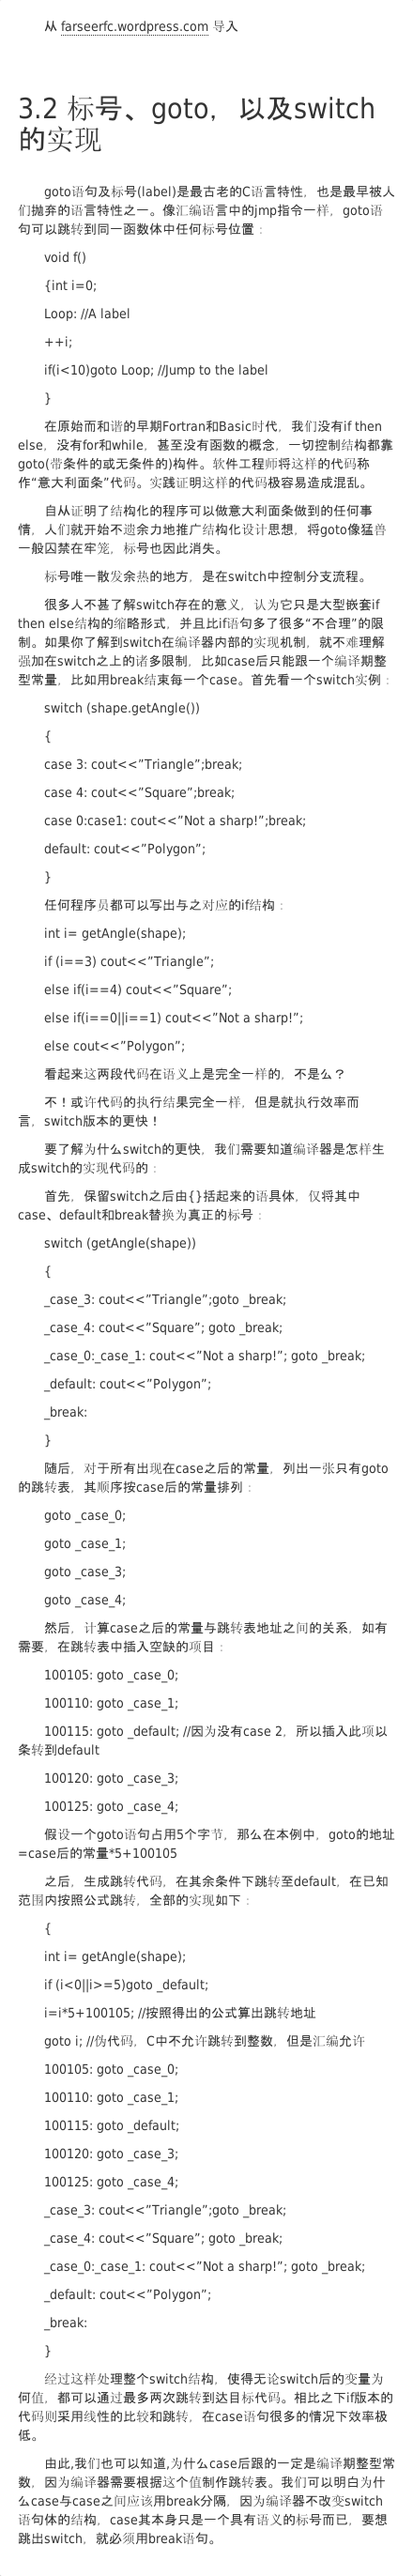 从 farseerfc.wordpress.com 导入
3.2 标号、goto，以及switch
的实现
goto语句及标号(label)是最古老的C语言特性，也是最早被人
们抛弃的语言特性之一。像汇编语言中的jmp指令一样，goto语
句可以跳转到同一函数体中任何标号位置：
void f()
{int i=0;
Loop: //A label
++i;
if(i<10)goto Loop; //Jump to the label
}
在原始而和谐的早期Fortran和Basic时代，我们没有if then
else，没有for和while，甚至没有函数的概念，一切控制结构都靠
goto(带条件的或无条件的)构件。软件工程师将这样的代码称
作“意大利面条”代码。实践证明这样的代码极容易造成混乱。
自从证明了结构化的程序可以做意大利面条做到的任何事
情，人们就开始不遗余力地推广结构化设计思想，将goto像猛兽
一般囚禁在牢笼，标号也因此消失。
标号唯一散发余热的地方，是在switch中控制分支流程。
很多人不甚了解switch存在的意义，认为它只是大型嵌套if
then else结构的缩略形式，并且比if语句多了很多“不合理”的限
制。如果你了解到switch在编译器内部的实现机制，就不难理解
强加在switch之上的诸多限制，比如case后只能跟一个编译期整
型常量，比如用break结束每一个case。首先看一个switch实例：
switch (shape.getAngle())
{
case 3: cout<<”Triangle”;break;
case 4: cout<<”Square”;break;
case 0:case1: cout<<”Not a sharp!”;break;
default: cout<<”Polygon”;
}
任何程序员都可以写出与之对应的if结构：
int i= getAngle(shape);
if (i==3) cout<<”Triangle”;
else if(i==4) cout<<”Square”;
else if(i==0||i==1) cout<<”Not a sharp!”;
else cout<<”Polygon”;
看起来这两段代码在语义上是完全一样的，不是么？
不！或许代码的执行结果完全一样，但是就执行效率而
言，switch版本的更快！
要了解为什么switch的更快，我们需要知道编译器是怎样生
成switch的实现代码的：
首先，保留switch之后由{}括起来的语具体，仅将其中
case、default和break替换为真正的标号：
switch (getAngle(shape))
{
_case_3: cout<<”Triangle”;goto _break;
_case_4: cout<<”Square”; goto _break;
_case_0:_case_1: cout<<”Not a sharp!”; goto _break;
_default: cout<<”Polygon”;
_break:
}
随后，对于所有出现在case之后的常量，列出一张只有goto
的跳转表，其顺序按case后的常量排列：
goto _case_0;
goto _case_1;
goto _case_3;
goto _case_4;
然后，计算case之后的常量与跳转表地址之间的关系，如有
需要，在跳转表中插入空缺的项目：
100105: goto _case_0;
100110: goto _case_1;
100115: goto _default; //因为没有case 2，所以插入此项以
条转到default
100120: goto _case_3;
100125: goto _case_4;
假设一个goto语句占用5个字节，那么在本例中，goto的地址
=case后的常量*5+100105
之后，生成跳转代码，在其余条件下跳转至default，在已知
范围内按照公式跳转，全部的实现如下：
{
int i= getAngle(shape);
if (i<0||i>=5)goto _default;
i=i*5+100105; //按照得出的公式算出跳转地址
goto i; //伪代码，C中不允许跳转到整数，但是汇编允许
100105: goto _case_0;
100110: goto _case_1;
100115: goto _default;
100120: goto _case_3;
100125: goto _case_4;
_case_3: cout<<”Triangle”;goto _break;
_case_4: cout<<”Square”; goto _break;
_case_0:_case_1: cout<<”Not a sharp!”; goto _break;
_default: cout<<”Polygon”;
_break:
}
经过这样处理整个switch结构，使得无论switch后的变量为
何值，都可以通过最多两次跳转到达目标代码。相比之下if版本的
代码则采用线性的比较和跳转，在case语句很多的情况下效率极
低。
由此,我们也可以知道,为什么case后跟的一定是编译期整型常
数，因为编译器需要根据这个值制作跳转表。我们可以明白为什
么case与case之间应该用break分隔，因为编译器不改变switch
语句体的结构，case其本身只是一个具有语义的标号而已，要想
跳出switch，就必须用break语句。